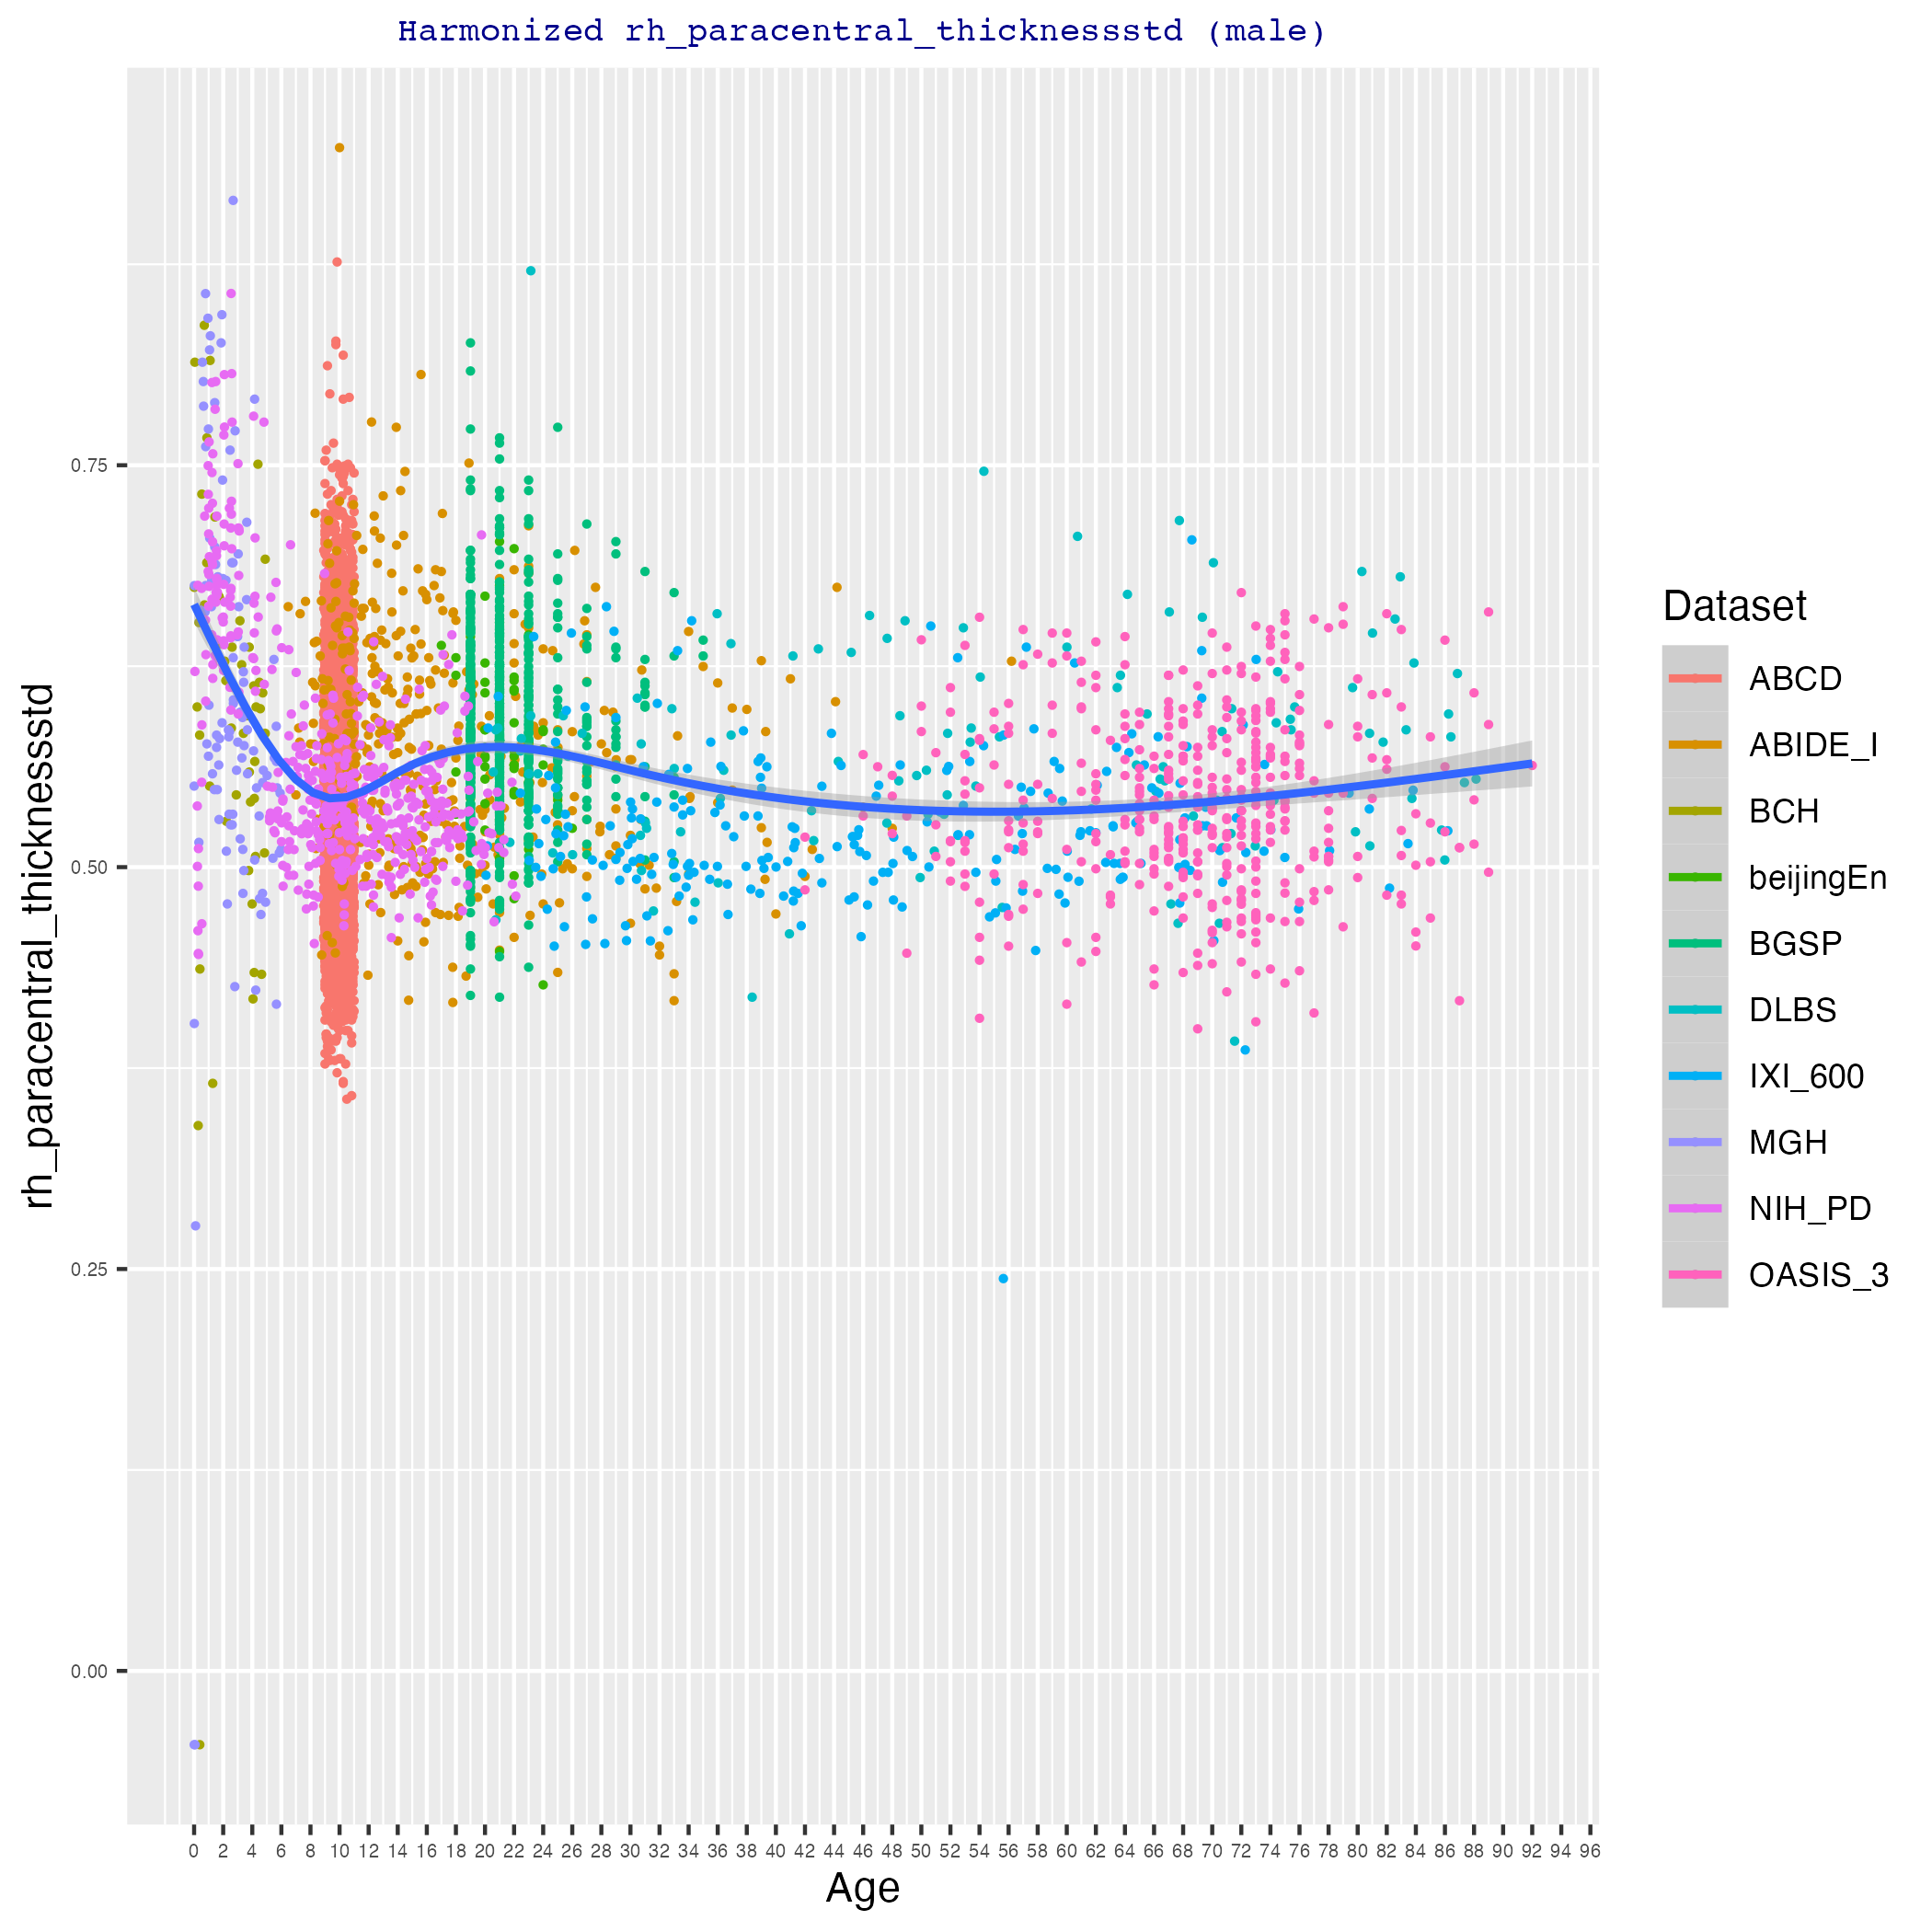 Harmonized rh_paracentral_thicknessstd (male)
rh_paracentral_thicknessstd
0.75
0.50
0.25
0.00
0 2 4 6 8 10 12 14 16 18 20 22 24 26 28 30 32 34 36 38 40 42 44 46 48 50 52 54 56 58 60 62 64 66 68 70 72 74 76 78 80 82 84 86 88 90 92 94 96
Age
Dataset
ABCD
ABIDE_I
BCH
beijingEn
BGSP
DLBS
IXI_600
MGH
NIH_PD
OASIS_3